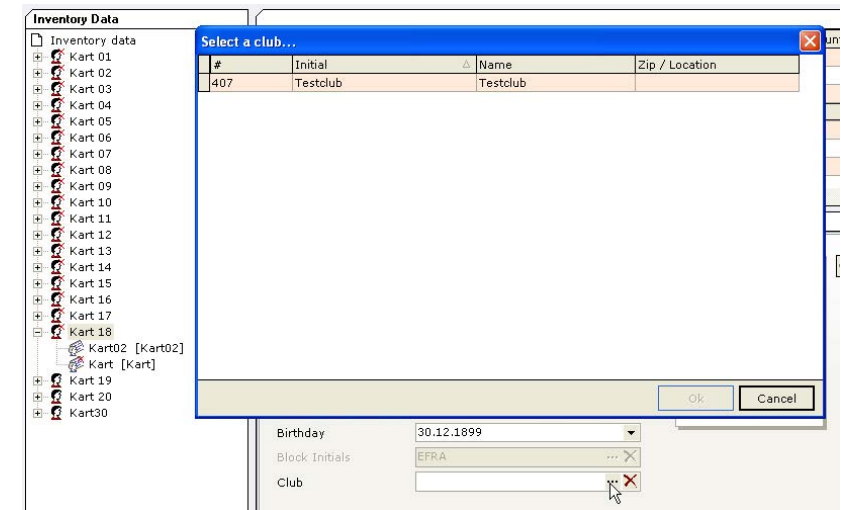 Inventory Data
Inventory data
Kart 01
Kart 02
Kart 03
Kart 04
Kart 05
Kart 06
Kart 07
Kart 08
Kart 09
Kart 10
Kart 11
Kart 12
Kart 13
Kart 14
Kart 15
Kart 16
Kart 17
Kart 18
Kart02 [Kart02]
Kart [Kart]
Kart 19
Kart 20
Kart30
Select a club...
# Initial Name Zip / Location
407 Testclub Testclub
Ok Cancel
Birthday 30.12.1899
Block Initials EFRA ...
Club ...